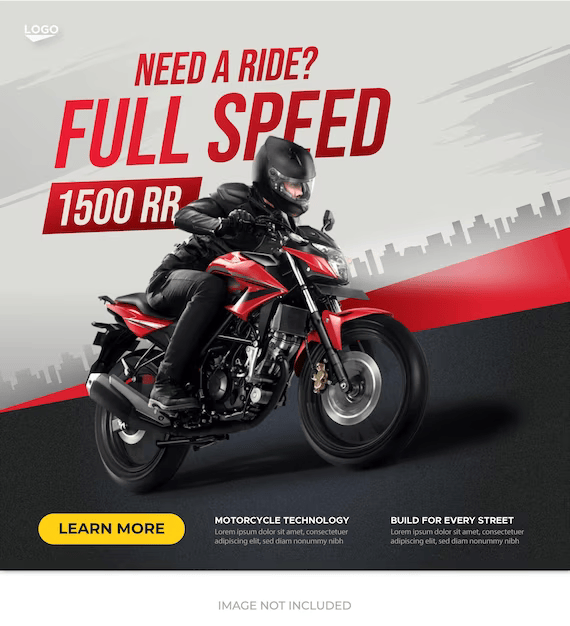 LOGO
NEED A RIDE?
FULL SPEED
1500 RR
LEARN MORE
MOTORCYCLE TECHNOLOGY
Lorem ipsum dolor sit amet, consectetuer
adipiscing elit, sed diam nonummy nibh
BUILD FOR EVERY STREET
Lorem ipsum dolor sit amet, consectetuer
adipiscing elit, sed diam nonummy nibh
IMAGE NOT INCLUDED